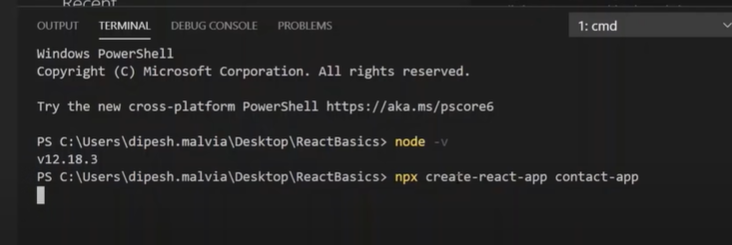 Recent
OUTPUT TERMINAL DEBUG CONSOLE PROBLEMS 1: cmd
Windows PowerShell
Copyright (C) Microsoft Corporation. All rights reserved.
Try the new cross-platform PowerShell https://aka.ms/pscore6
PS C:\Users\dipesh.malvia\Desktop\ReactBasics> node -v
v12.18.3
PS C:\Users\dipesh.malvia\Desktop\ReactBasics> npx create-react-app contact-app